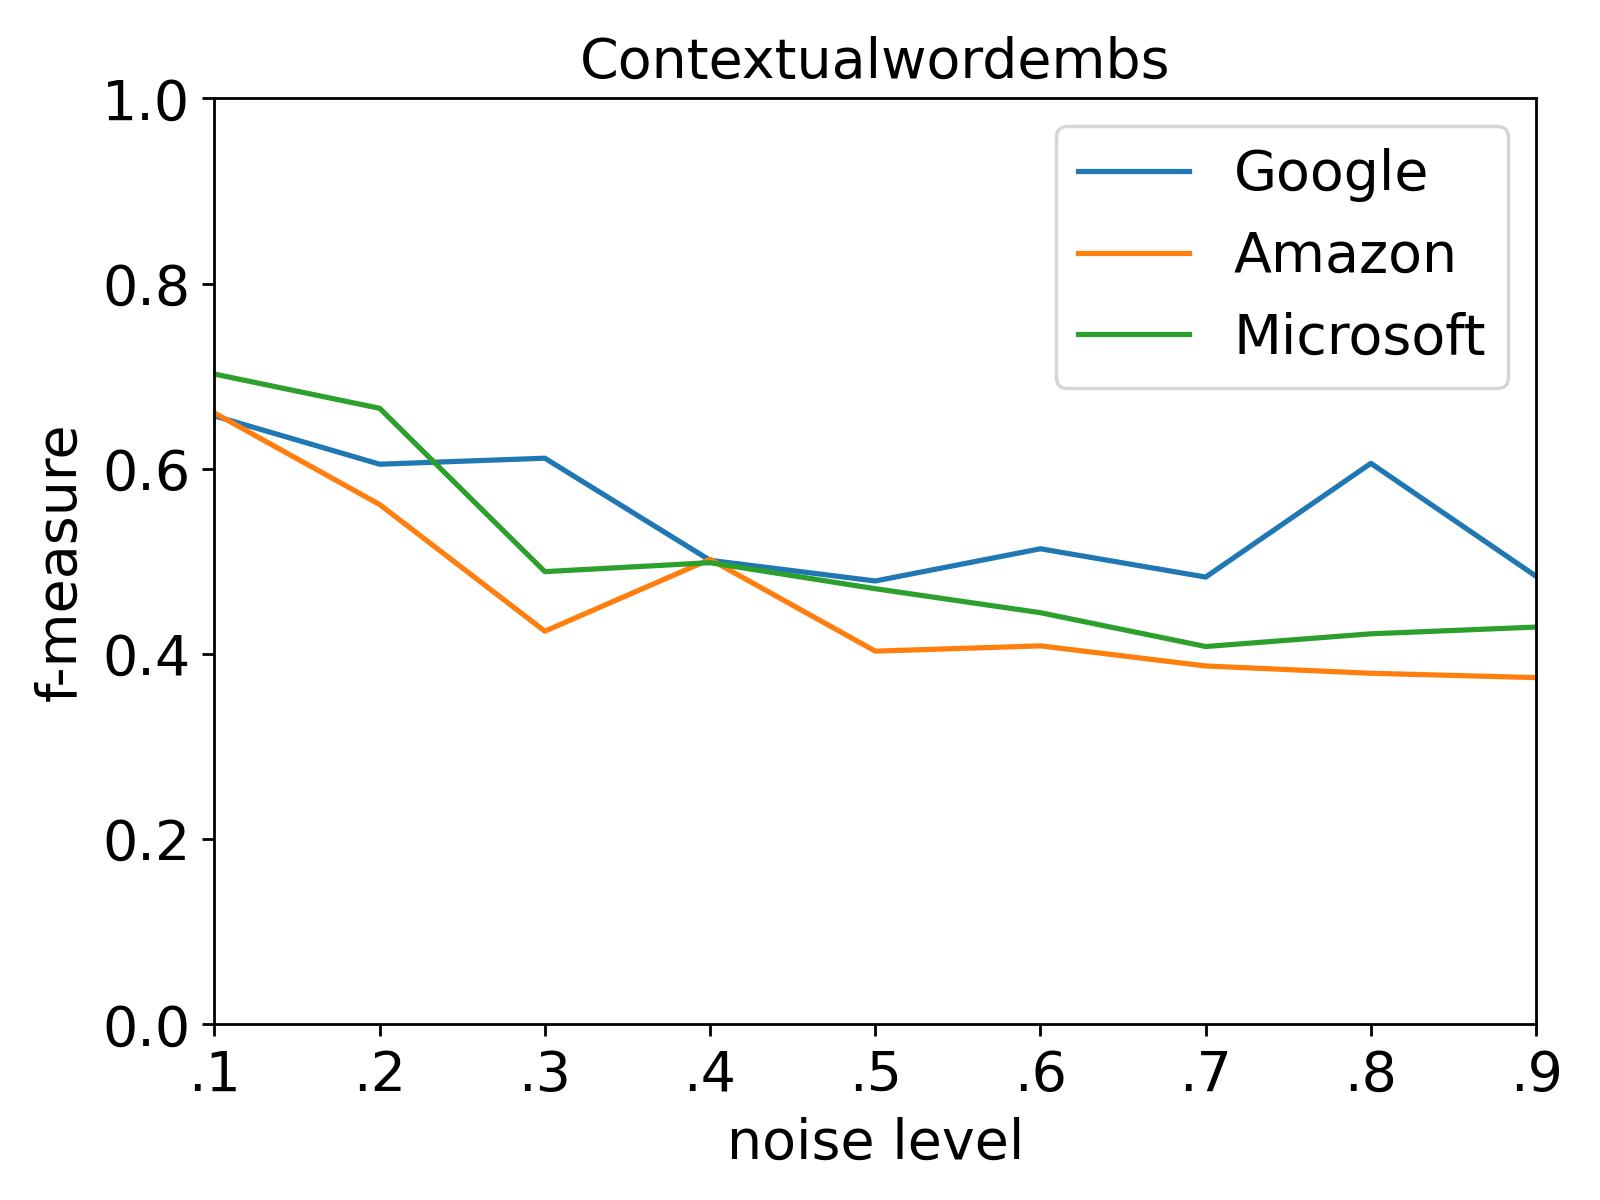 Contextualwordembs
1.0
0.8
0.6
0.4
0.2
0.0
f-measure
Google
Amazon
Microsoft
.1 .2 .3 .4 .5 .6 .7 .8 .9
noise level